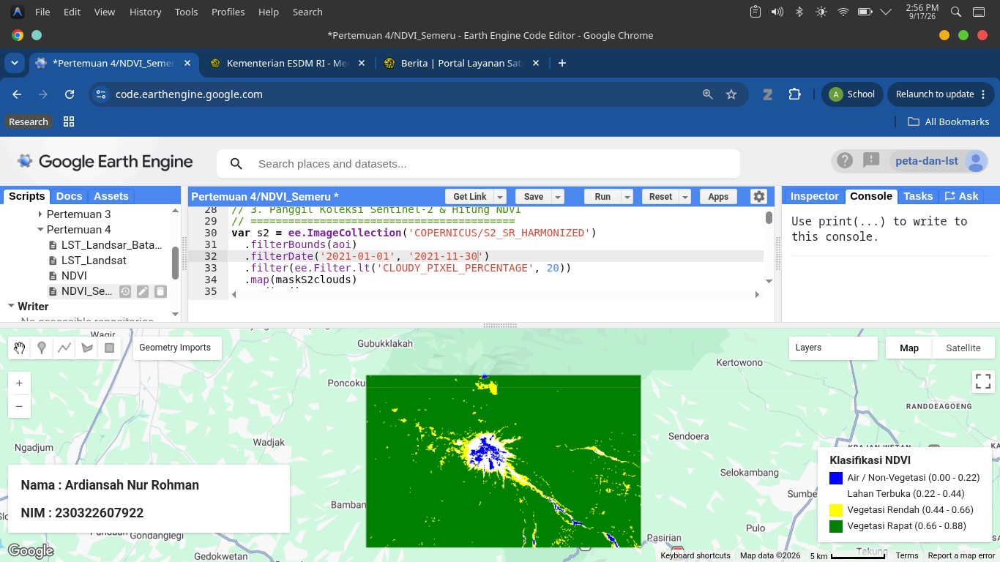 File Edit View History Tools Profiles Help Search
2:56 PM
9/17/26
*Pertemuan 4/NDVI_Semeru - Earth Engine Code Editor - Google Chrome
*Pertemuan 4/NDVI_Semer
Kementerian ESDM RI - Me
Berita | Portal Layanan Sat
code.earthengine.google.com
A School
Relaunch to update
Research
All Bookmarks
Google Earth Engine
Search places and datasets...
peta-dan-lst
Scripts Docs Assets
Pertemuan 3
Pertemuan 4
LST_Landsar_Bata...
LST_Landsat
NDVI
NDVI_Se...
Writer
No accessible repositories
Pertemuan 4/NDVI_Semeru *
Get Link Save Run Reset Apps
28 // 3. Panggil Koleksi Sentinel-2 & Hitung NDVI
29 // ==========================================
30 var s2 = ee.ImageCollection('COPERNICUS/S2_SR_HARMONIZED')
31 .filterBounds(aoi)
32 .filterDate('2021-01-01', '2021-11-30')
33 .filter(ee.Filter.lt('CLOUDY_PIXEL_PERCENTAGE', 20))
34 .map(maskS2clouds)
35
Inspector Console Tasks Ask
Use print(...) to write to
this console.
Geometry Imports
Layers
Map Satellite
+
−
Wagir
Gubukklakah
Kertowono
Poncokus
RANDOEAGOENG
Ngadjum
Wadjak
Sendoera
KRAJAN WETAN
Selokambang
Bamban
Sumbe
Pulo
Pasirian
Gondanglegi
Gedokwetan
Tekung
Nama : Ardiansah Nur Rohman
NIM : 230322607922
Klasifikasi NDVI
Air / Non-Vegetasi (0.00 - 0.22)
Lahan Terbuka (0.22 - 0.44)
Vegetasi Rendah (0.44 - 0.66)
Vegetasi Rapat (0.66 - 0.88)
Google
Keyboard shortcuts Map data ©2026 5 km Terms Report a map error